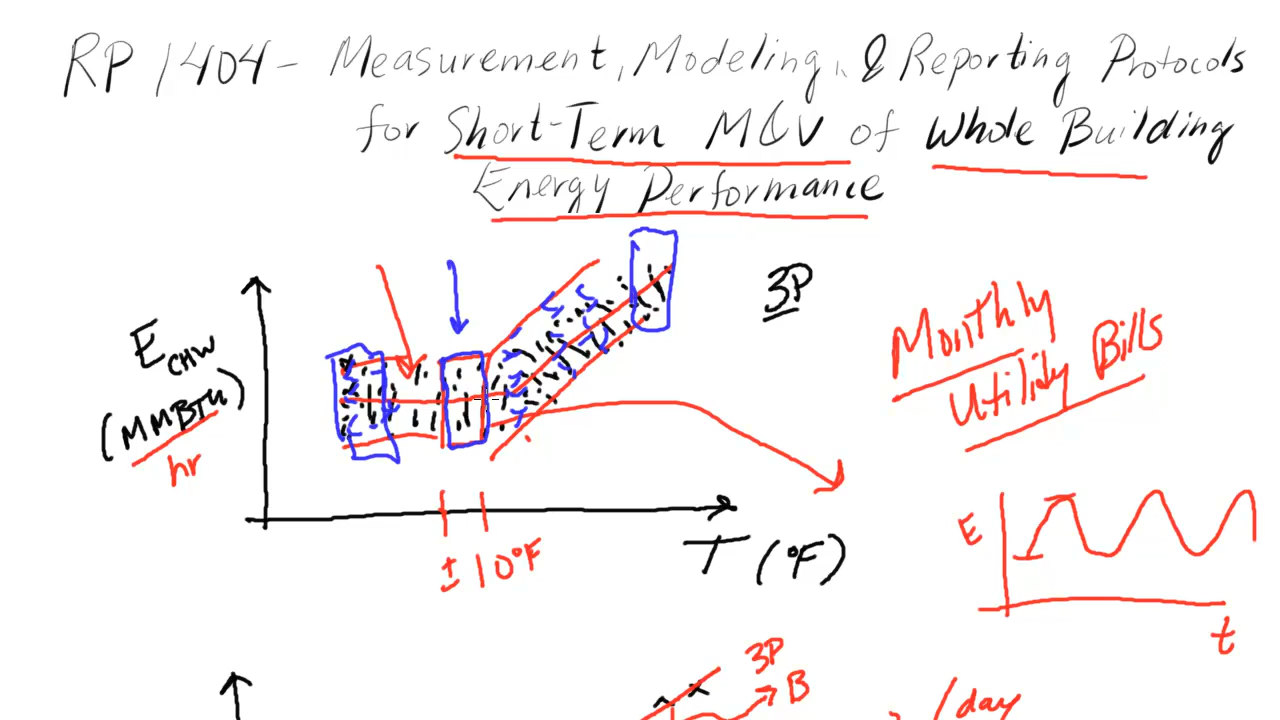 RP 1404 - Measurement, Modeling, & Reporting Protocols
for Short-Term M&V of Whole Building
Energy Performance
3P
Monthly
Utility Bills
E CHW
(MMBTU)
hr
± 10°F
T (°F)
E
t
3P
B
/day